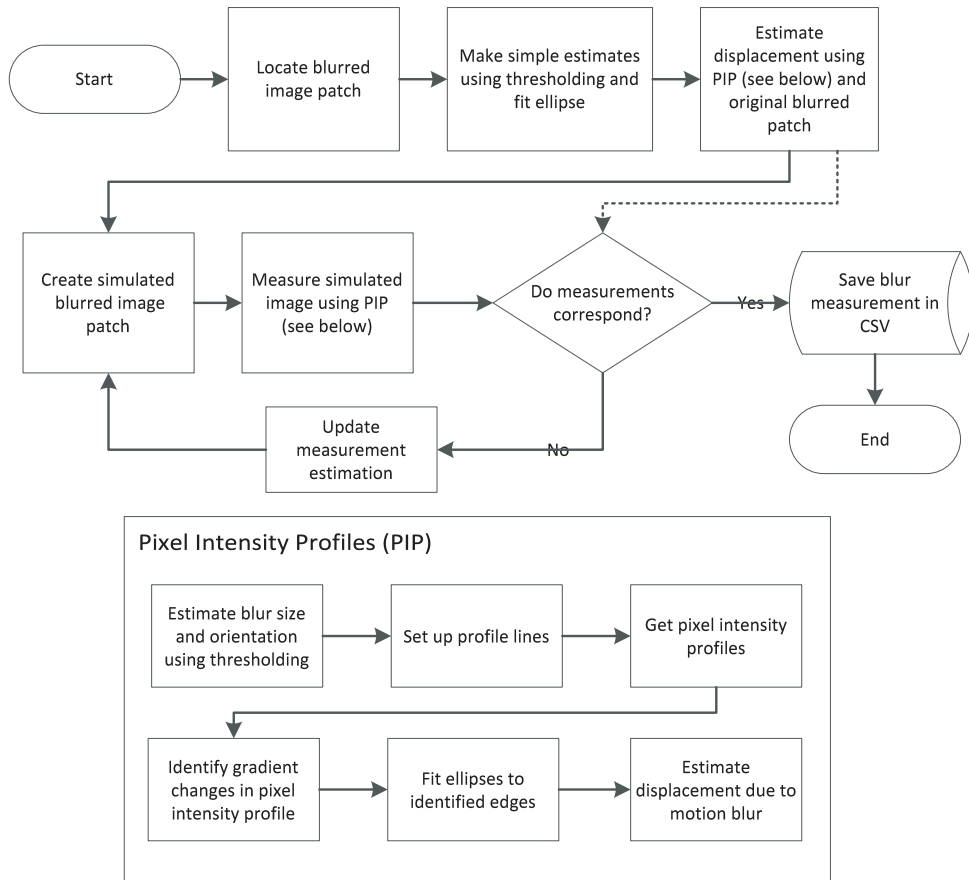 Start
Locate blurred
image patch
Make simple estimates
using thresholding and
fit ellipse
Estimate
displacement using
PIP (see below) and
original blurred
patch
Create simulated
blurred image
patch
Measure simulated
image using PIP
(see below)
Do measurements
correspond?
Yes
Save blur
measurement in
CSV
Update
measurement
estimation
No
End
Pixel Intensity Profiles (PIP)
Estimate blur size
and orientation
using thresholding
Set up profile lines
Get pixel intensity
profiles
Identify gradient
changes in pixel
intensity profile
Fit ellipses to
identified edges
Estimate
displacement due to
motion blur